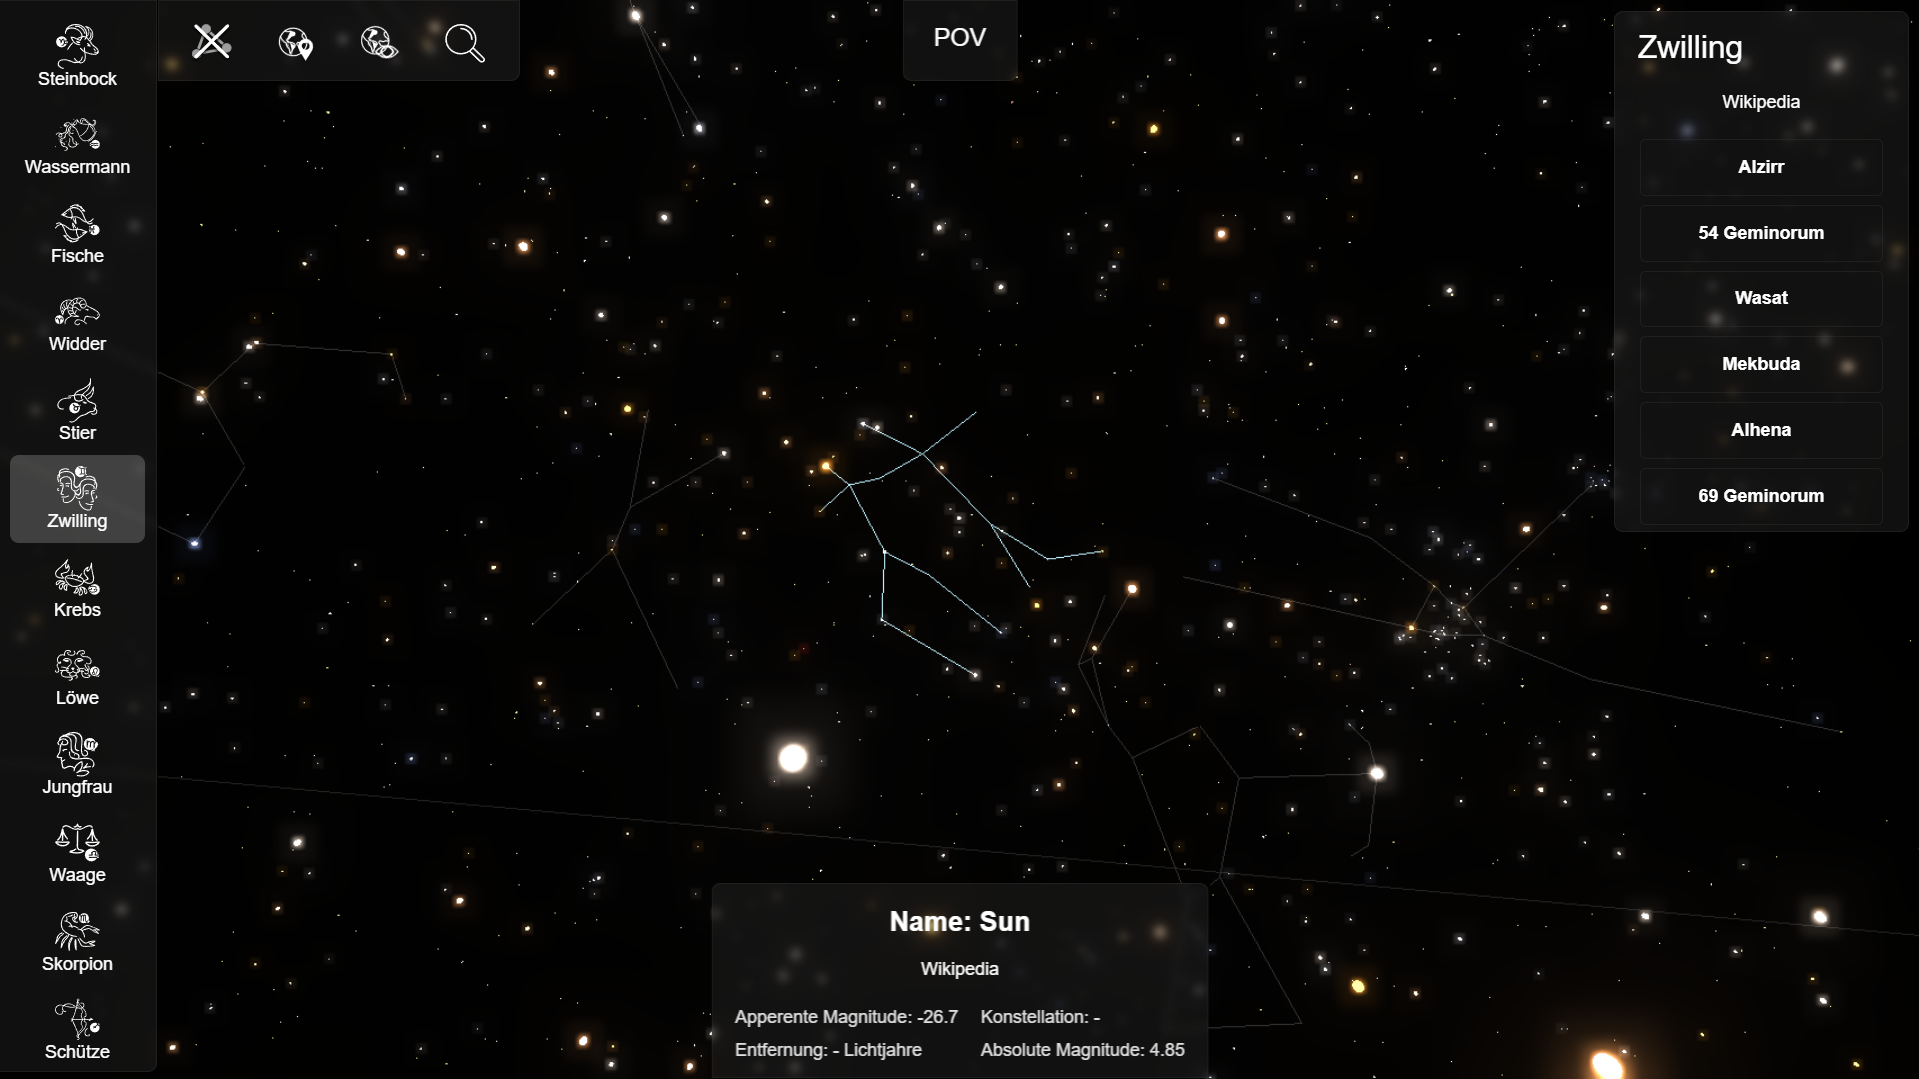 Steinbock
Wassermann
Fische
Widder
Stier
Zwilling
Krebs
Löwe
Jungfrau
Waage
Skorpion
Schütze
POV
Zwilling
Wikipedia
Alzirr
54 Geminorum
Wasat
Mekbuda
Alhena
69 Geminorum
Name: Sun
Wikipedia
Apperente Magnitude: -26.7 Konstellation: -
Entfernung: - Lichtjahre Absolute Magnitude: 4.85